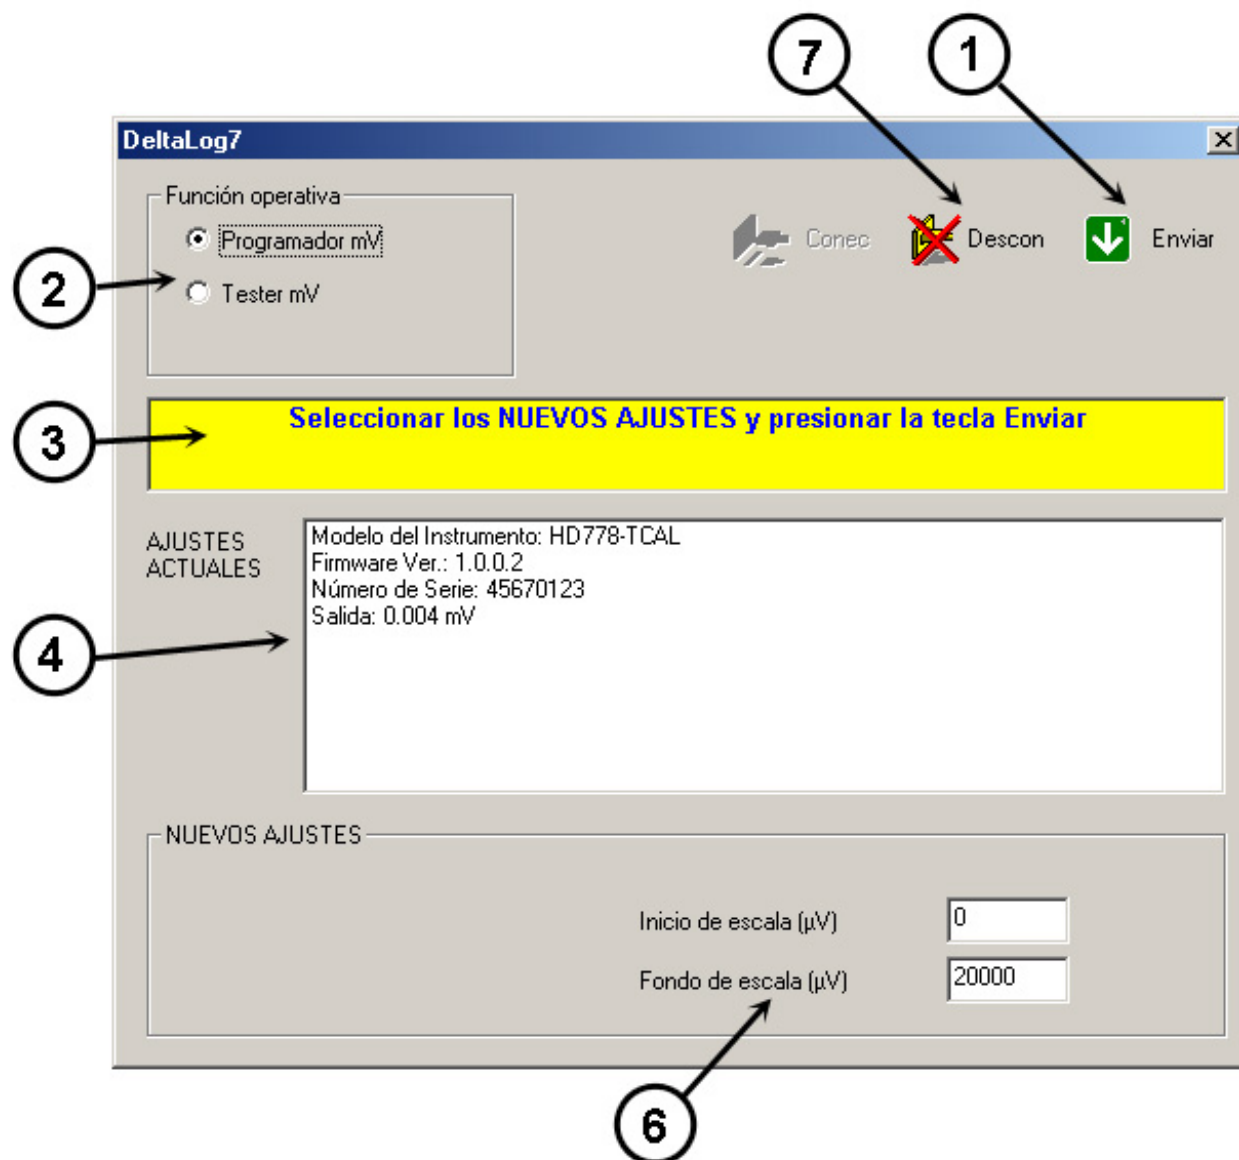 7
1
DeltaLog7
Función operativa
Programador mV
Tester mV
Conec
Descon
Enviar
2
3
Seleccionar los NUEVOS AJUSTES y presionar la tecla Enviar
AJUSTES
ACTUALES
Modelo del Instrumento: HD778-TCAL
Firmware Ver.: 1.0.0.2
Número de Serie: 45670123
Salida: 0.004 mV
4
NUEVOS AJUSTES
Inicio de escala (µV) 0
Fondo de escala (µV) 20000
6